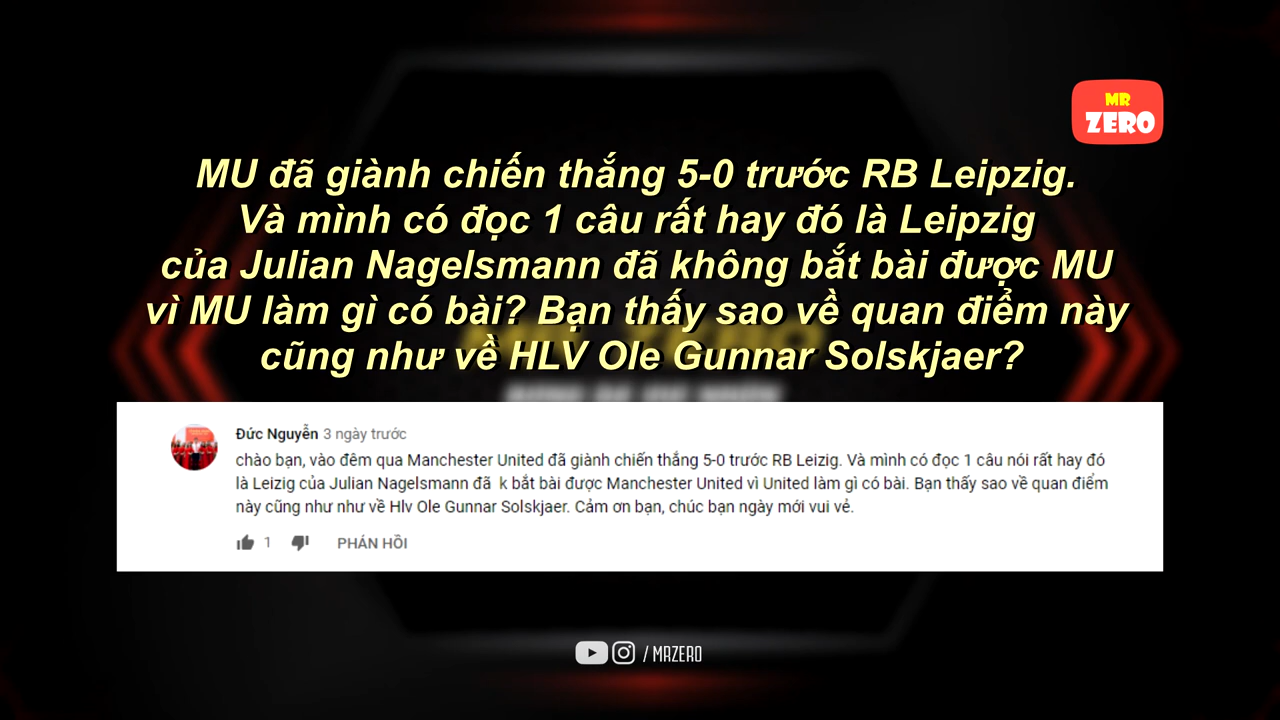 MR
ZERO
MU đã giành chiến thắng 5-0 trước RB Leipzig.
Và mình có đọc 1 câu rất hay đó là Leipzig
của Julian Nagelsmann đã không bắt bài được MU
vì MU làm gì có bài? Bạn thấy sao về quan điểm này
cũng như về HLV Ole Gunnar Solskjaer?
Đức Nguyễn 3 ngày trước
chào bạn, vào đêm qua Manchester United đã giành chiến thắng 5-0 trước RB Leizig. Và mình có đọc 1 câu nói rất hay đó
là Leizig của Julian Nagelsmann đã k bắt bài được Manchester United vì United làm gì có bài. Bạn thấy sao về quan điểm
này cũng như như về Hlv Ole Gunnar Solskjaer. Cảm ơn bạn, chúc bạn ngày mới vui vẻ.
1 PHẢN HỒI
/ MRZERO